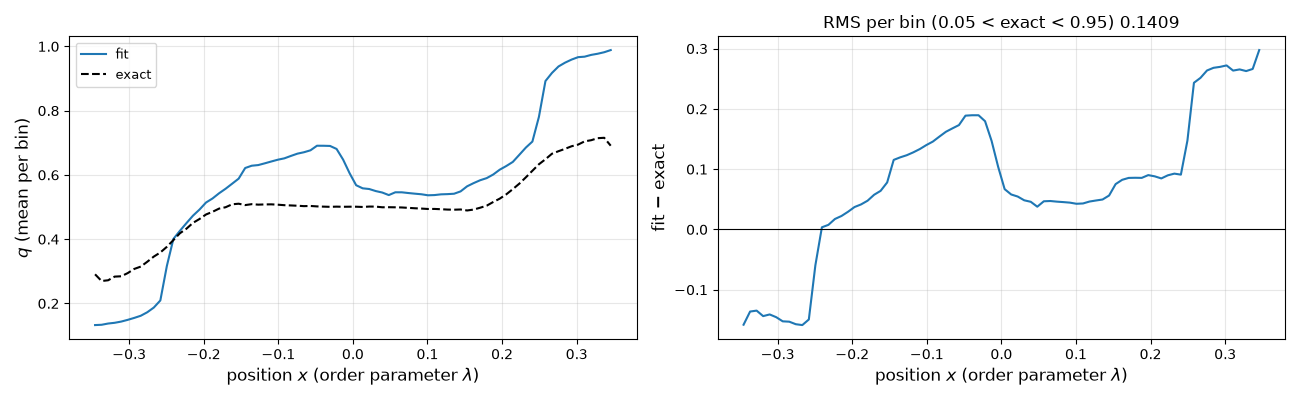 fit
exact
1.0
0.8
0.6
0.4
0.2
q (mean per bin)
−0.3 −0.2 −0.1 0.0 0.1 0.2 0.3
position x (order parameter λ)
RMS per bin (0.05 < exact < 0.95) 0.1409
0.3
0.2
0.1
0.0
−0.1
fit − exact
−0.3 −0.2 −0.1 0.0 0.1 0.2 0.3
position x (order parameter λ)